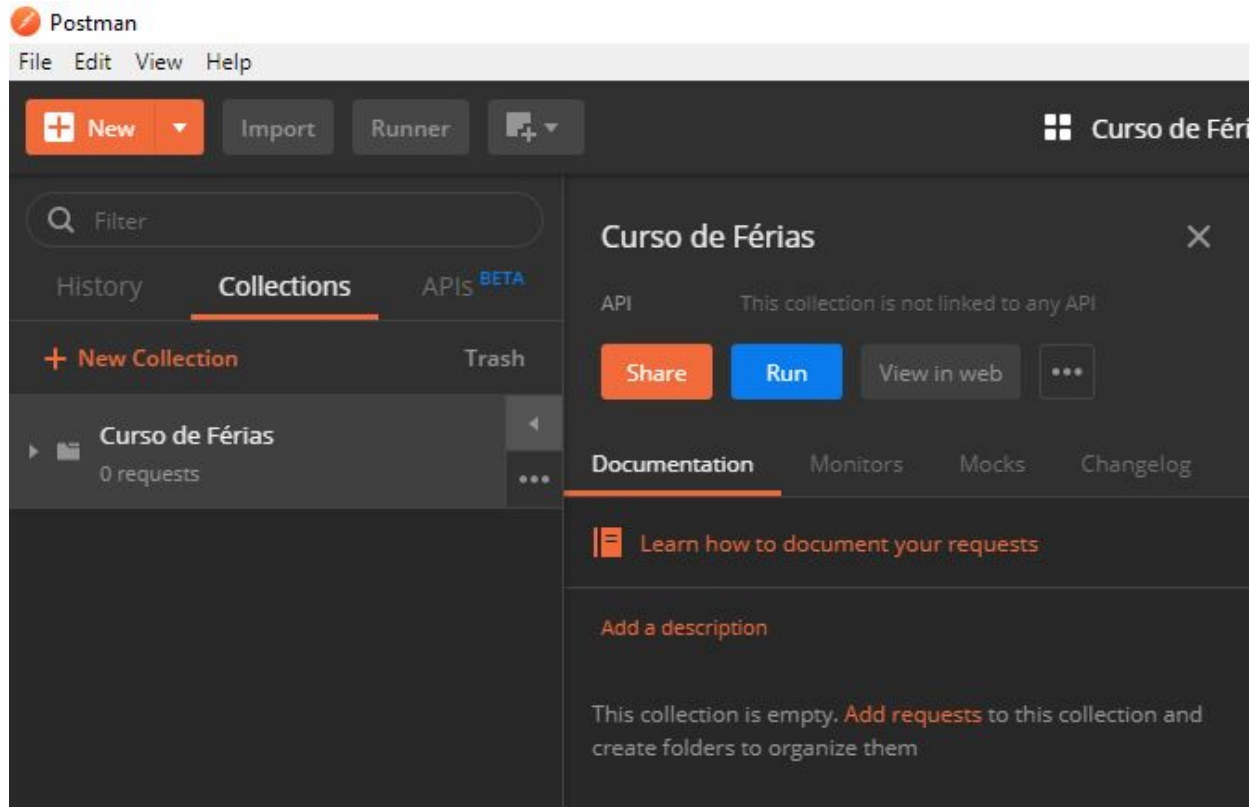 Postman
File Edit View Help
New Import Runner
Curso de Féri
Filter
History Collections APIs BETA
+ New Collection Trash
Curso de Férias
0 requests
Curso de Férias
API This collection is not linked to any API
Share Run View in web
Documentation Monitors Mocks Changelog
Learn how to document your requests
Add a description
This collection is empty. Add requests to this collection and
create folders to organize them